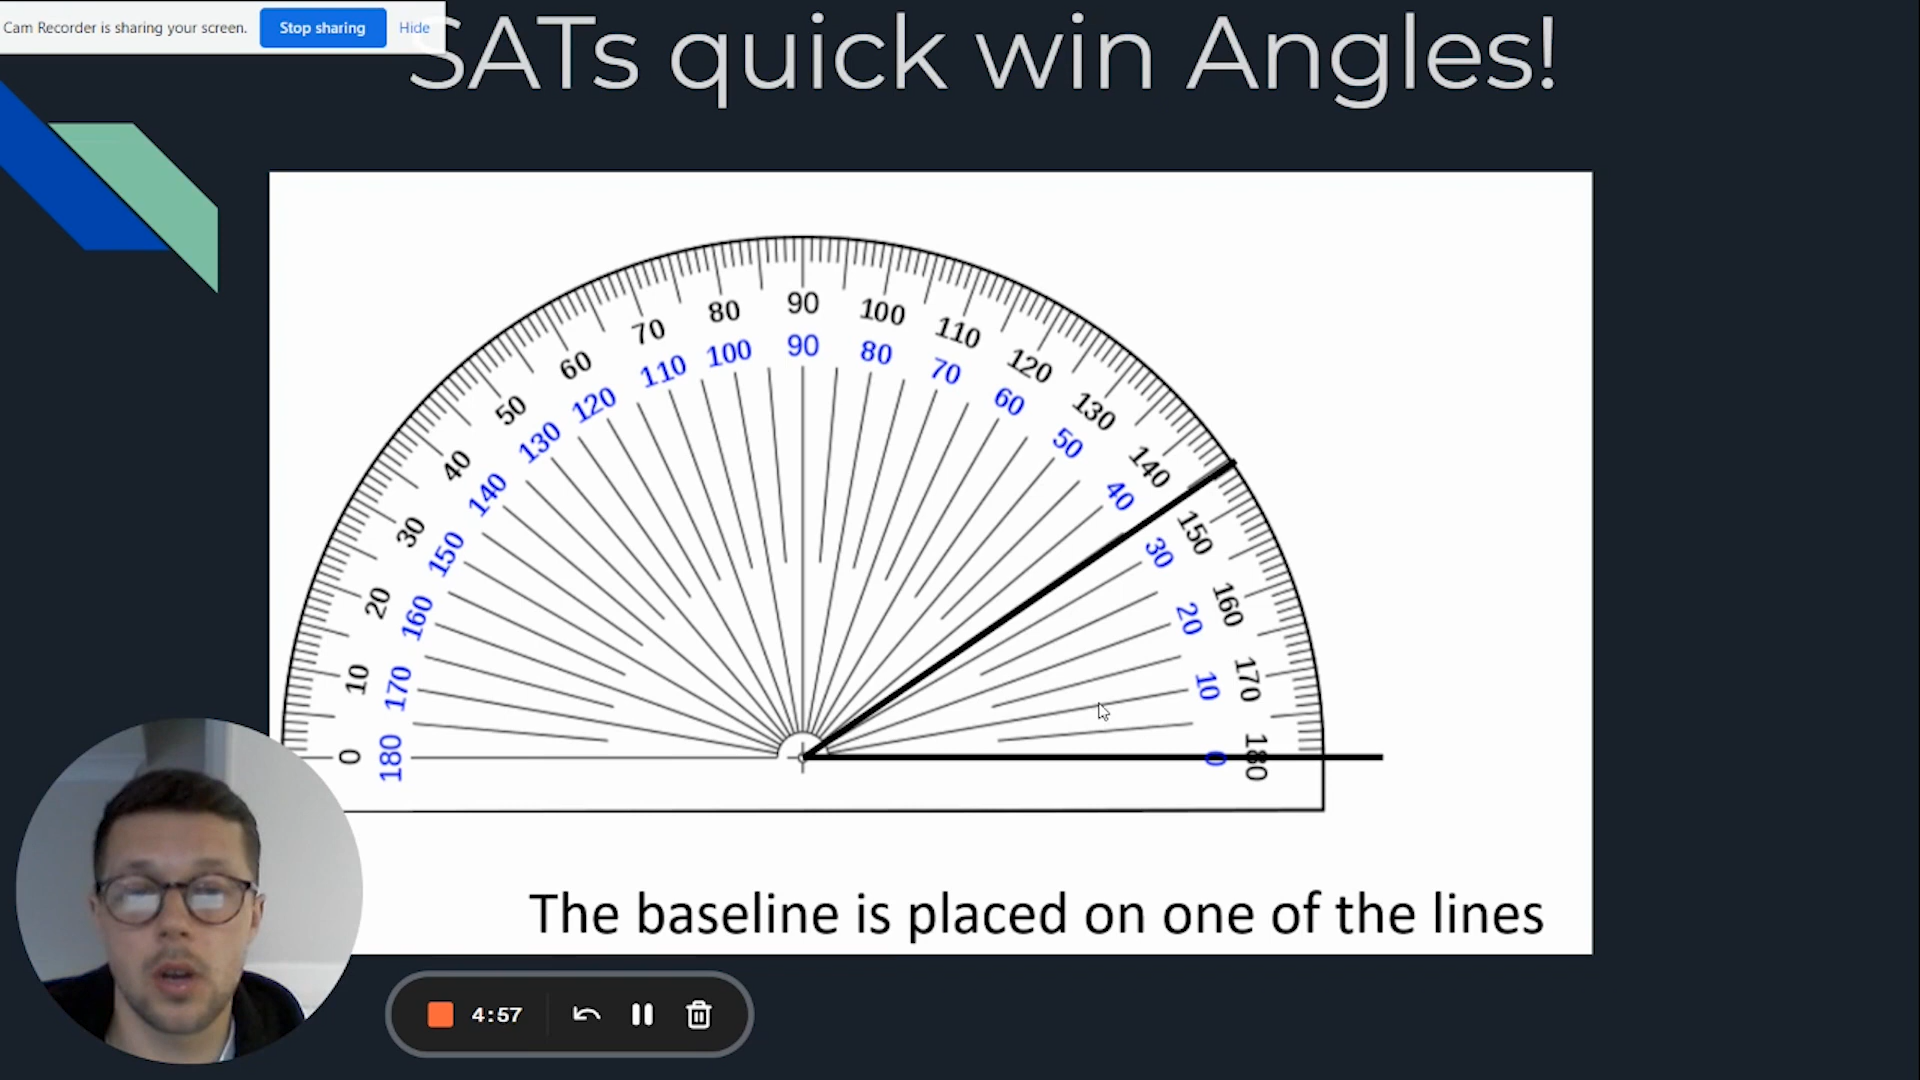 Cam Recorder is sharing your screen. Stop sharing Hide
SATs quick win Angles!
0 10 20 30 40 50 60 70 80 90 100 110 120 130 140 150 160 170 180
180 170 160 150 140 130 120 110 100 90 80 70 60 50 40 30 20 10 0
The baseline is placed on one of the lines
4:57